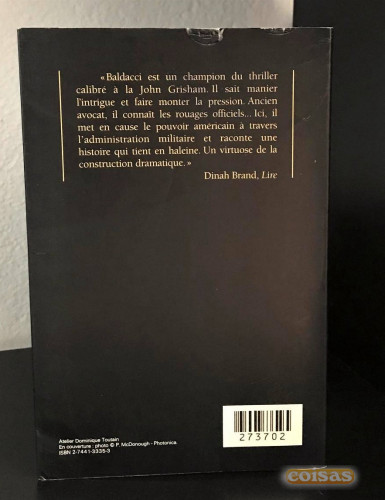 « Baldacci est un champion du thriller
calibré à la John Grisham. Il sait manier
l'intrigue et faire monter la pression. Ancien
avocat, il connaît les rouages officiels... Ici, il
met en cause le pouvoir américain à travers
l'administration militaire et raconte une
histoire qui tient en haleine. Un virtuose de la
construction dramatique. »
Dinah Brand, Lire
Atelier Dominique Toutain
En couverture : photo © P. McDonough - Photonica.
ISBN 2-7441-3335-3
273702
coisas